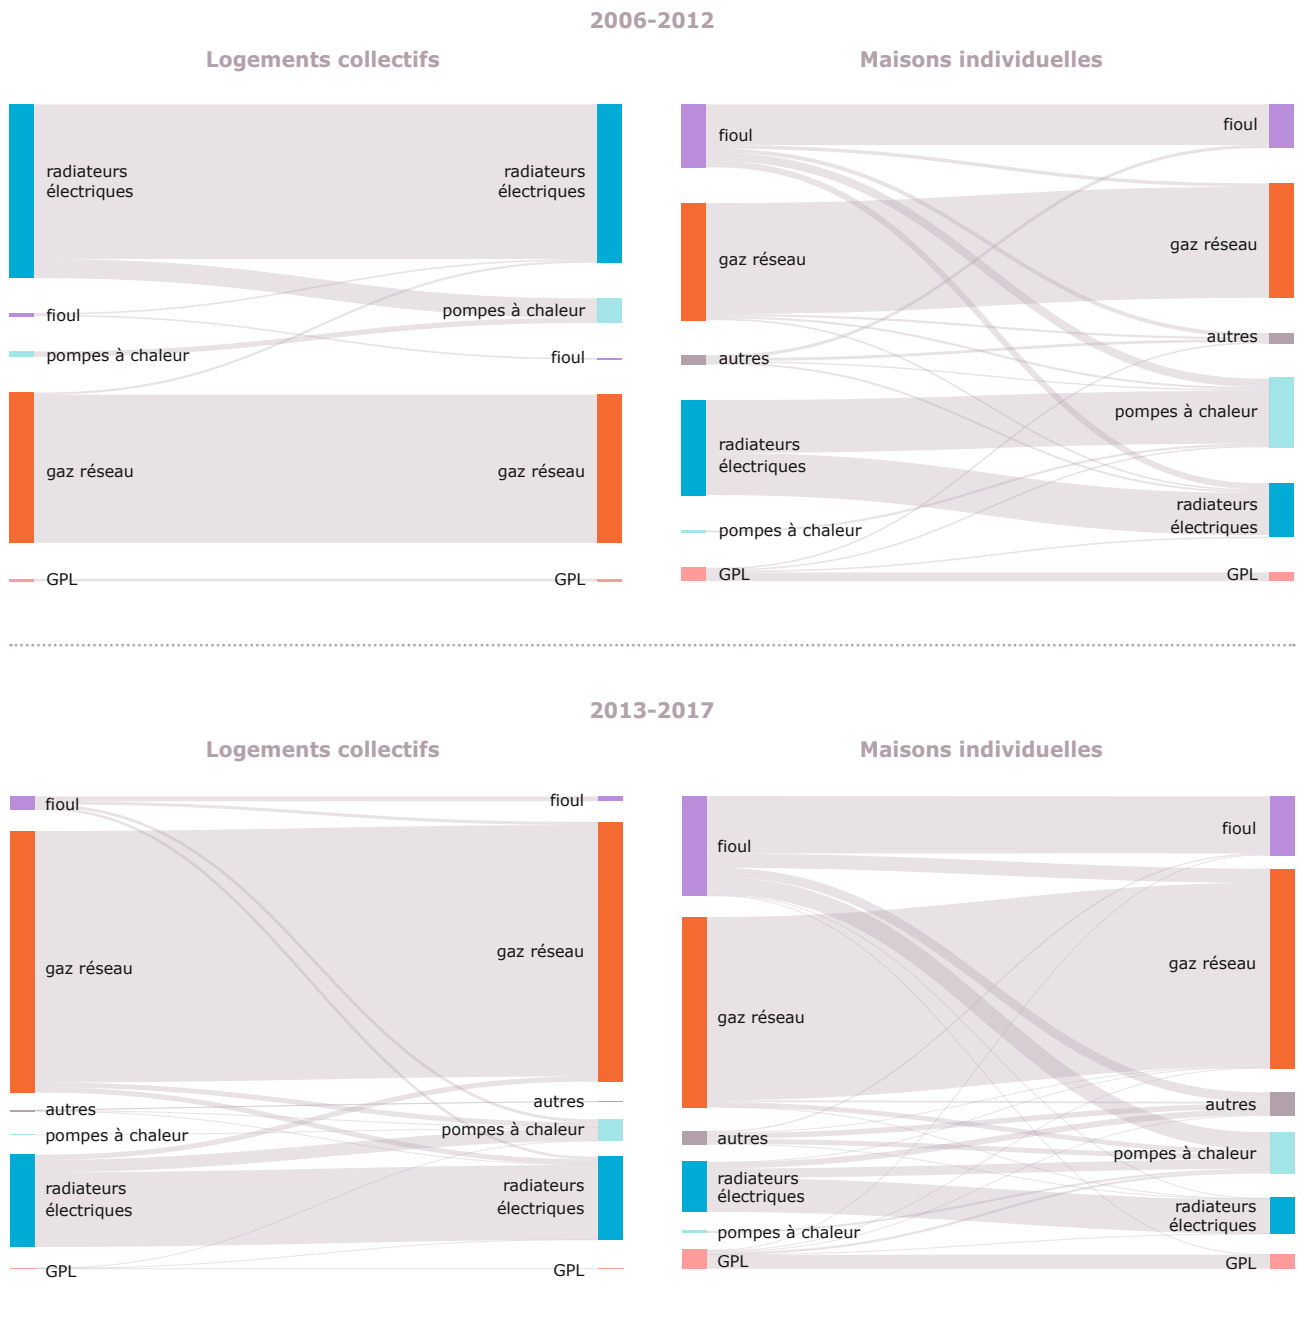 2006-2012
Logements collectifs
Maisons individuelles
radiateurs
électriques
radiateurs
électriques
fioul
pompes à chaleur
pompes à chaleur
fioul
gaz réseau
gaz réseau
GPL
GPL
fioul
fioul
gaz réseau
gaz réseau
autres
autres
pompes à chaleur
radiateurs
électriques
radiateurs
électriques
pompes à chaleur
GPL
GPL
2013-2017
Logements collectifs
Maisons individuelles
fioul
fioul
gaz réseau
gaz réseau
autres
autres
pompes à chaleur
pompes à chaleur
radiateurs
électriques
radiateurs
électriques
GPL
GPL
fioul
fioul
gaz réseau
gaz réseau
autres
autres
pompes à chaleur
radiateurs
électriques
radiateurs
électriques
pompes à chaleur
GPL
GPL